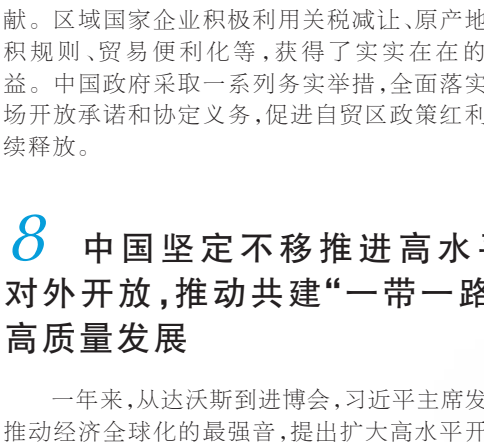 献。区域国家企业积极利用关税减让、原产地
积规则、贸易便利化等,获得了实实在在的
益。中国政府采取一系列务实举措,全面落实
场开放承诺和协定义务,促进自贸区政策红利
续释放。
8 中国坚定不移推进高水平
对外开放,推动共建“一带一路
高质量发展
一年来,从达沃斯到进博会,习近平主席发
推动经济全球化的最强音,提出扩大高水平开